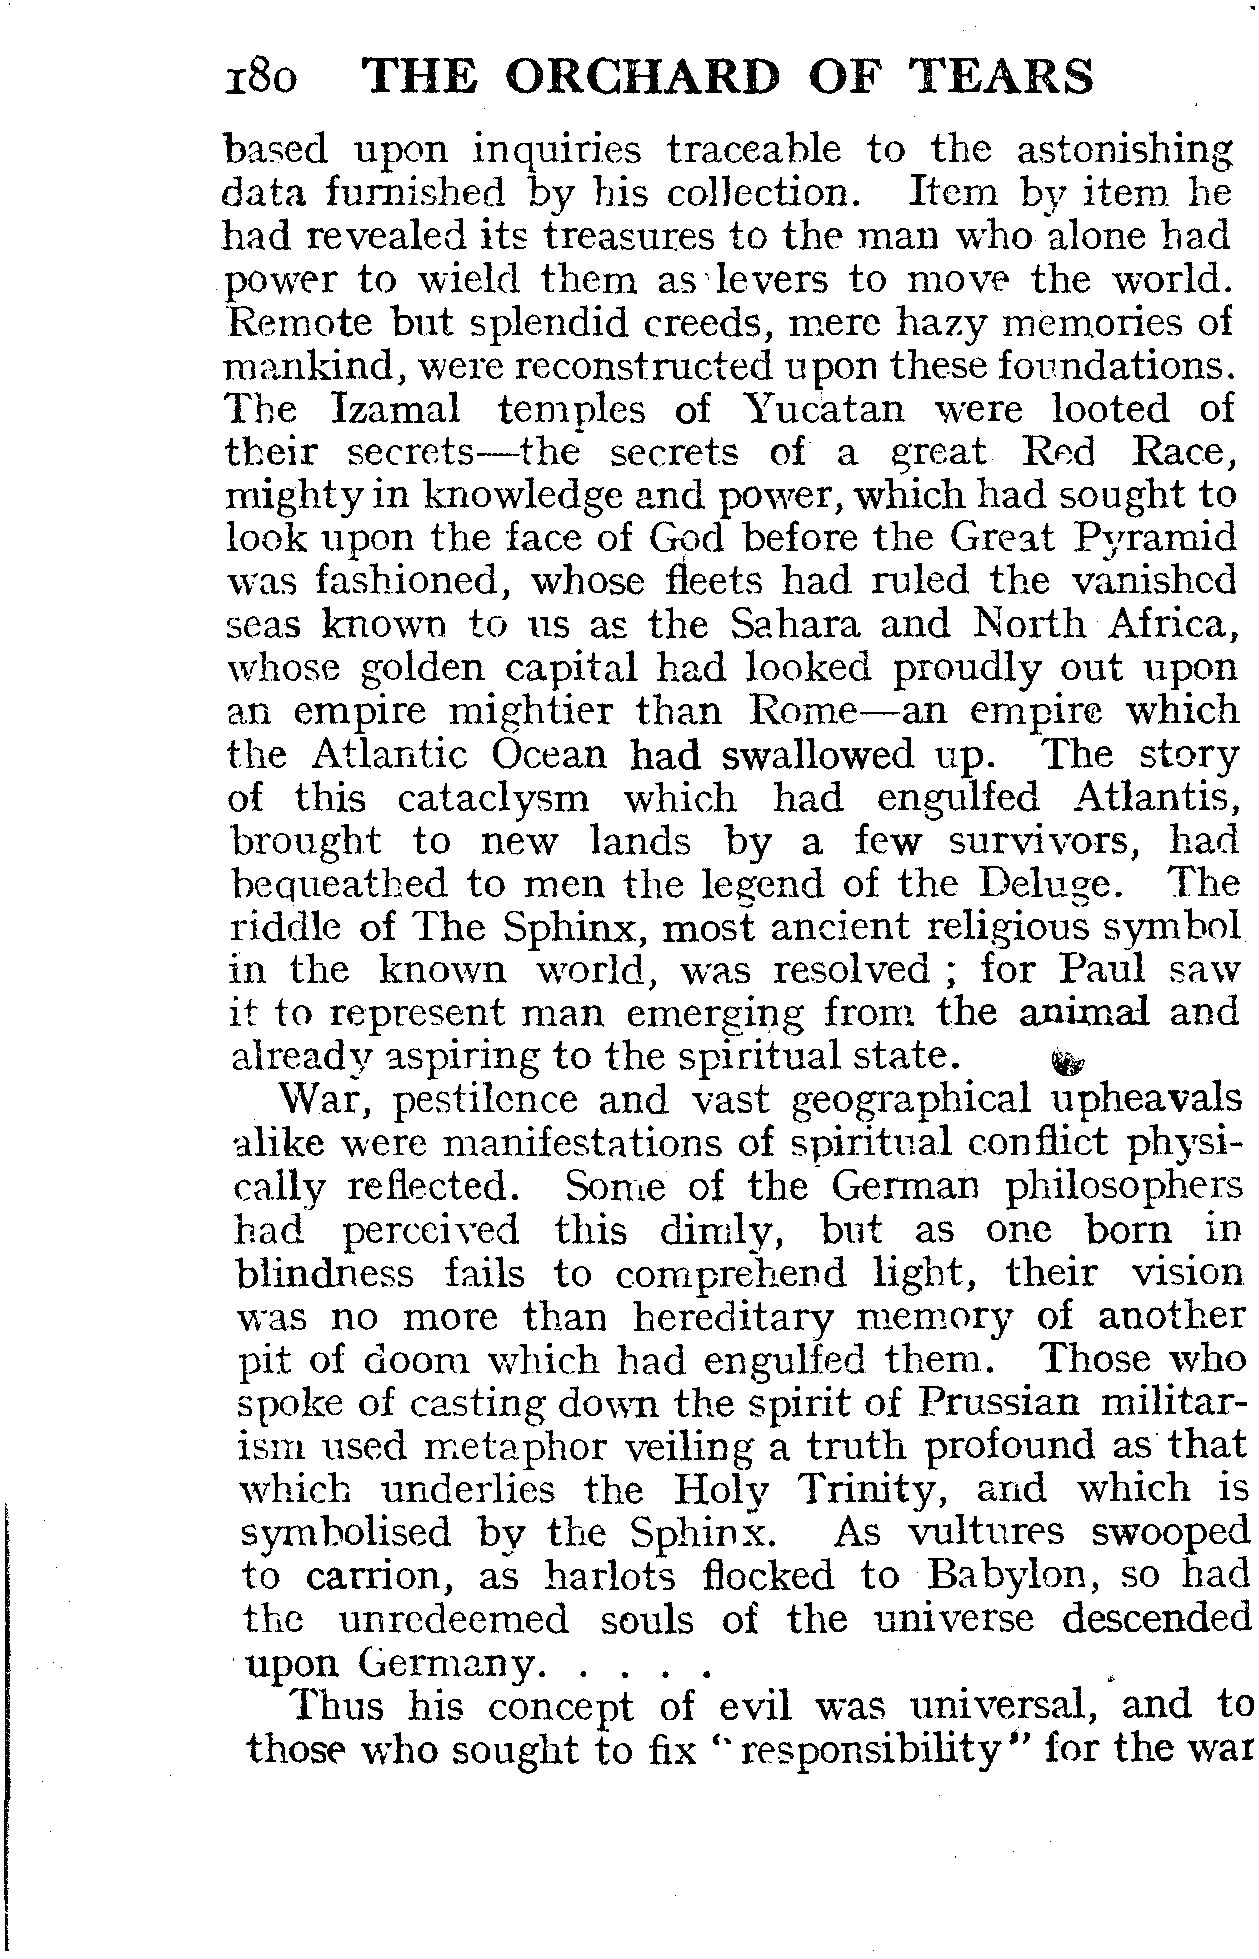 180 THE ORCHARD OF TEARS
based upon inquiries traceable to the astonishing
data furnished by his collection. Item by item he
had revealed its treasures to the man who alone had
power to wield them as levers to move the world.
Remote but splendid creeds, mere hazy memories of
mankind, were reconstructed upon these foundations.
The Izamal temples of Yucatan were looted of
their secrets—the secrets of a great Red Race,
mighty in knowledge and power, which had sought to
look upon the face of God before the Great Pyramid
was fashioned, whose fleets had ruled the vanished
seas known to us as the Sahara and North Africa,
whose golden capital had looked proudly out upon
an empire mightier than Rome—an empire which
the Atlantic Ocean had swallowed up. The story
of this cataclysm which had engulfed Atlantis,
brought to new lands by a few survivors, had
bequeathed to men the legend of the Deluge. The
riddle of The Sphinx, most ancient religious symbol
in the known world, was resolved ; for Paul saw
it to represent man emerging from the animal and
already aspiring to the spiritual state.
War, pestilence and vast geographical upheavals
alike were manifestations of spiritual conflict physi-
cally reflected. Some of the German philosophers
had perceived this dimly, but as one born in
blindness fails to comprehend light, their vision
was no more than hereditary memory of another
pit of doom which had engulfed them. Those who
spoke of casting down the spirit of Prussian militar-
ism used metaphor veiling a truth profound as that
which underlies the Holy Trinity, and which is
symbolised by the Sphinx. As vultures swooped
to carrion, as harlots flocked to Babylon, so had
the unredeemed souls of the universe descended
upon Germany. . . . .
Thus his concept of evil was universal, and to
those who sought to fix “responsibility” for the war